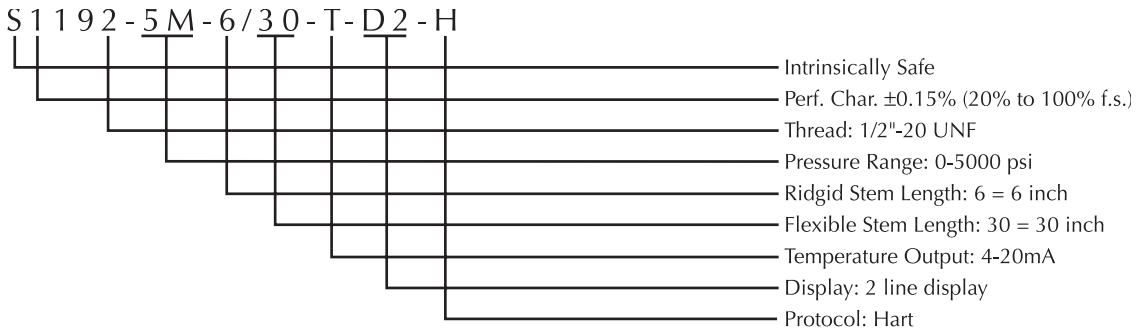 S1192-5M-6/30-T-D2-H
Intrinsically Safe
Perf. Char. ±0.15% (20% to 100% f.s.)
Thread: 1/2"-20 UNF
Pressure Range: 0-5000 psi
Ridgid Stem Length: 6 = 6 inch
Flexible Stem Length: 30 = 30 inch
Temperature Output: 4-20mA
Display: 2 line display
Protocol: Hart